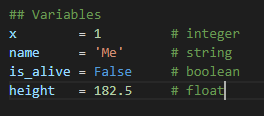 ## Variables
x        = 1        # integer
name     = 'Me'     # string
is_alive = False    # boolean
height   = 182.5    # float